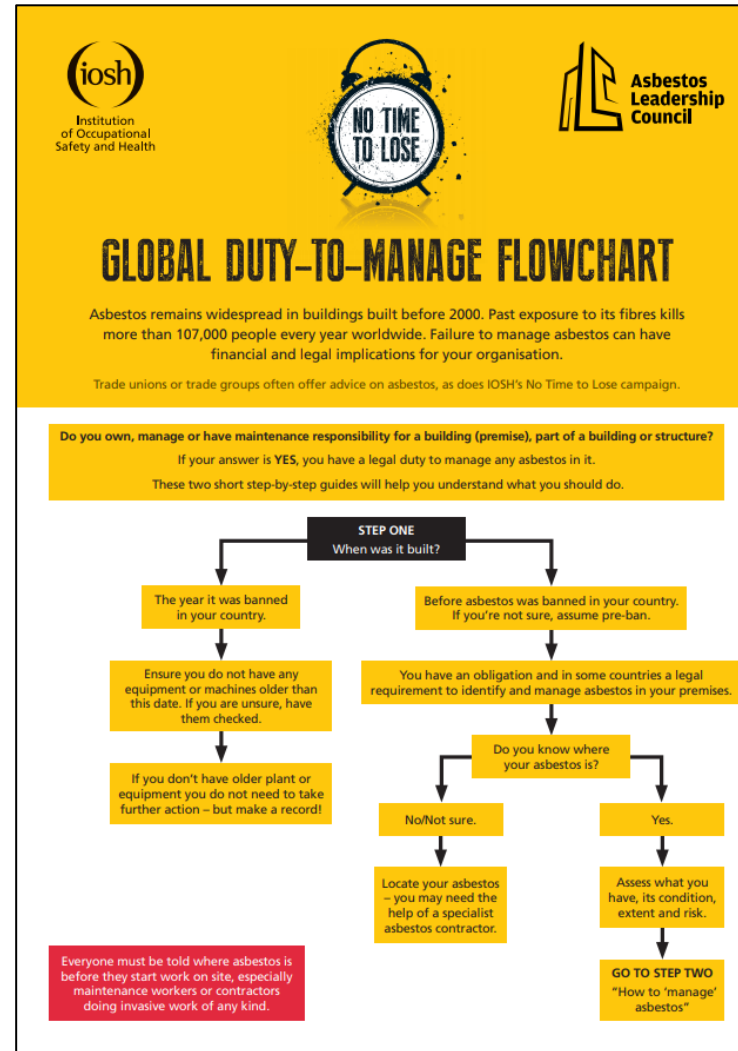 iosh
Institution
of Occupational
Safety and Health
NO TIME
TO LOSE
Asbestos
Leadership
Council
GLOBAL DUTY-TO-MANAGE FLOWCHART
Asbestos remains widespread in buildings built before 2000. Past exposure to its fibres kills
more than 107,000 people every year worldwide. Failure to manage asbestos can have
financial and legal implications for your organisation.
Trade unions or trade groups often offer advice on asbestos, as does IOSH's No Time to Lose campaign.
Do you own, manage or have maintenance responsibility for a building (premise), part of a building or structure?
If your answer is YES, you have a legal duty to manage any asbestos in it.
These two short step-by-step guides will help you understand what you should do.
STEP ONE
When was it built?
The year it was banned
in your country.
Ensure you do not have any
equipment or machines older than
this date. If you are unsure, have
them checked.
If you don't have older plant or
equipment you do not need to take
further action – but make a record!
Before asbestos was banned in your country.
If you're not sure, assume pre-ban.
You have an obligation and in some countries a legal
requirement to identify and manage asbestos in your premises.
Do you know where
your asbestos is?
No/Not sure.
Locate your asbestos
– you may need the
help of a specialist
asbestos contractor.
Yes.
Assess what you
have, its condition,
extent and risk.
GO TO STEP TWO
"How to 'manage'
asbestos"
Everyone must be told where asbestos is
before they start work on site, especially
maintenance workers or contractors
doing invasive work of any kind.